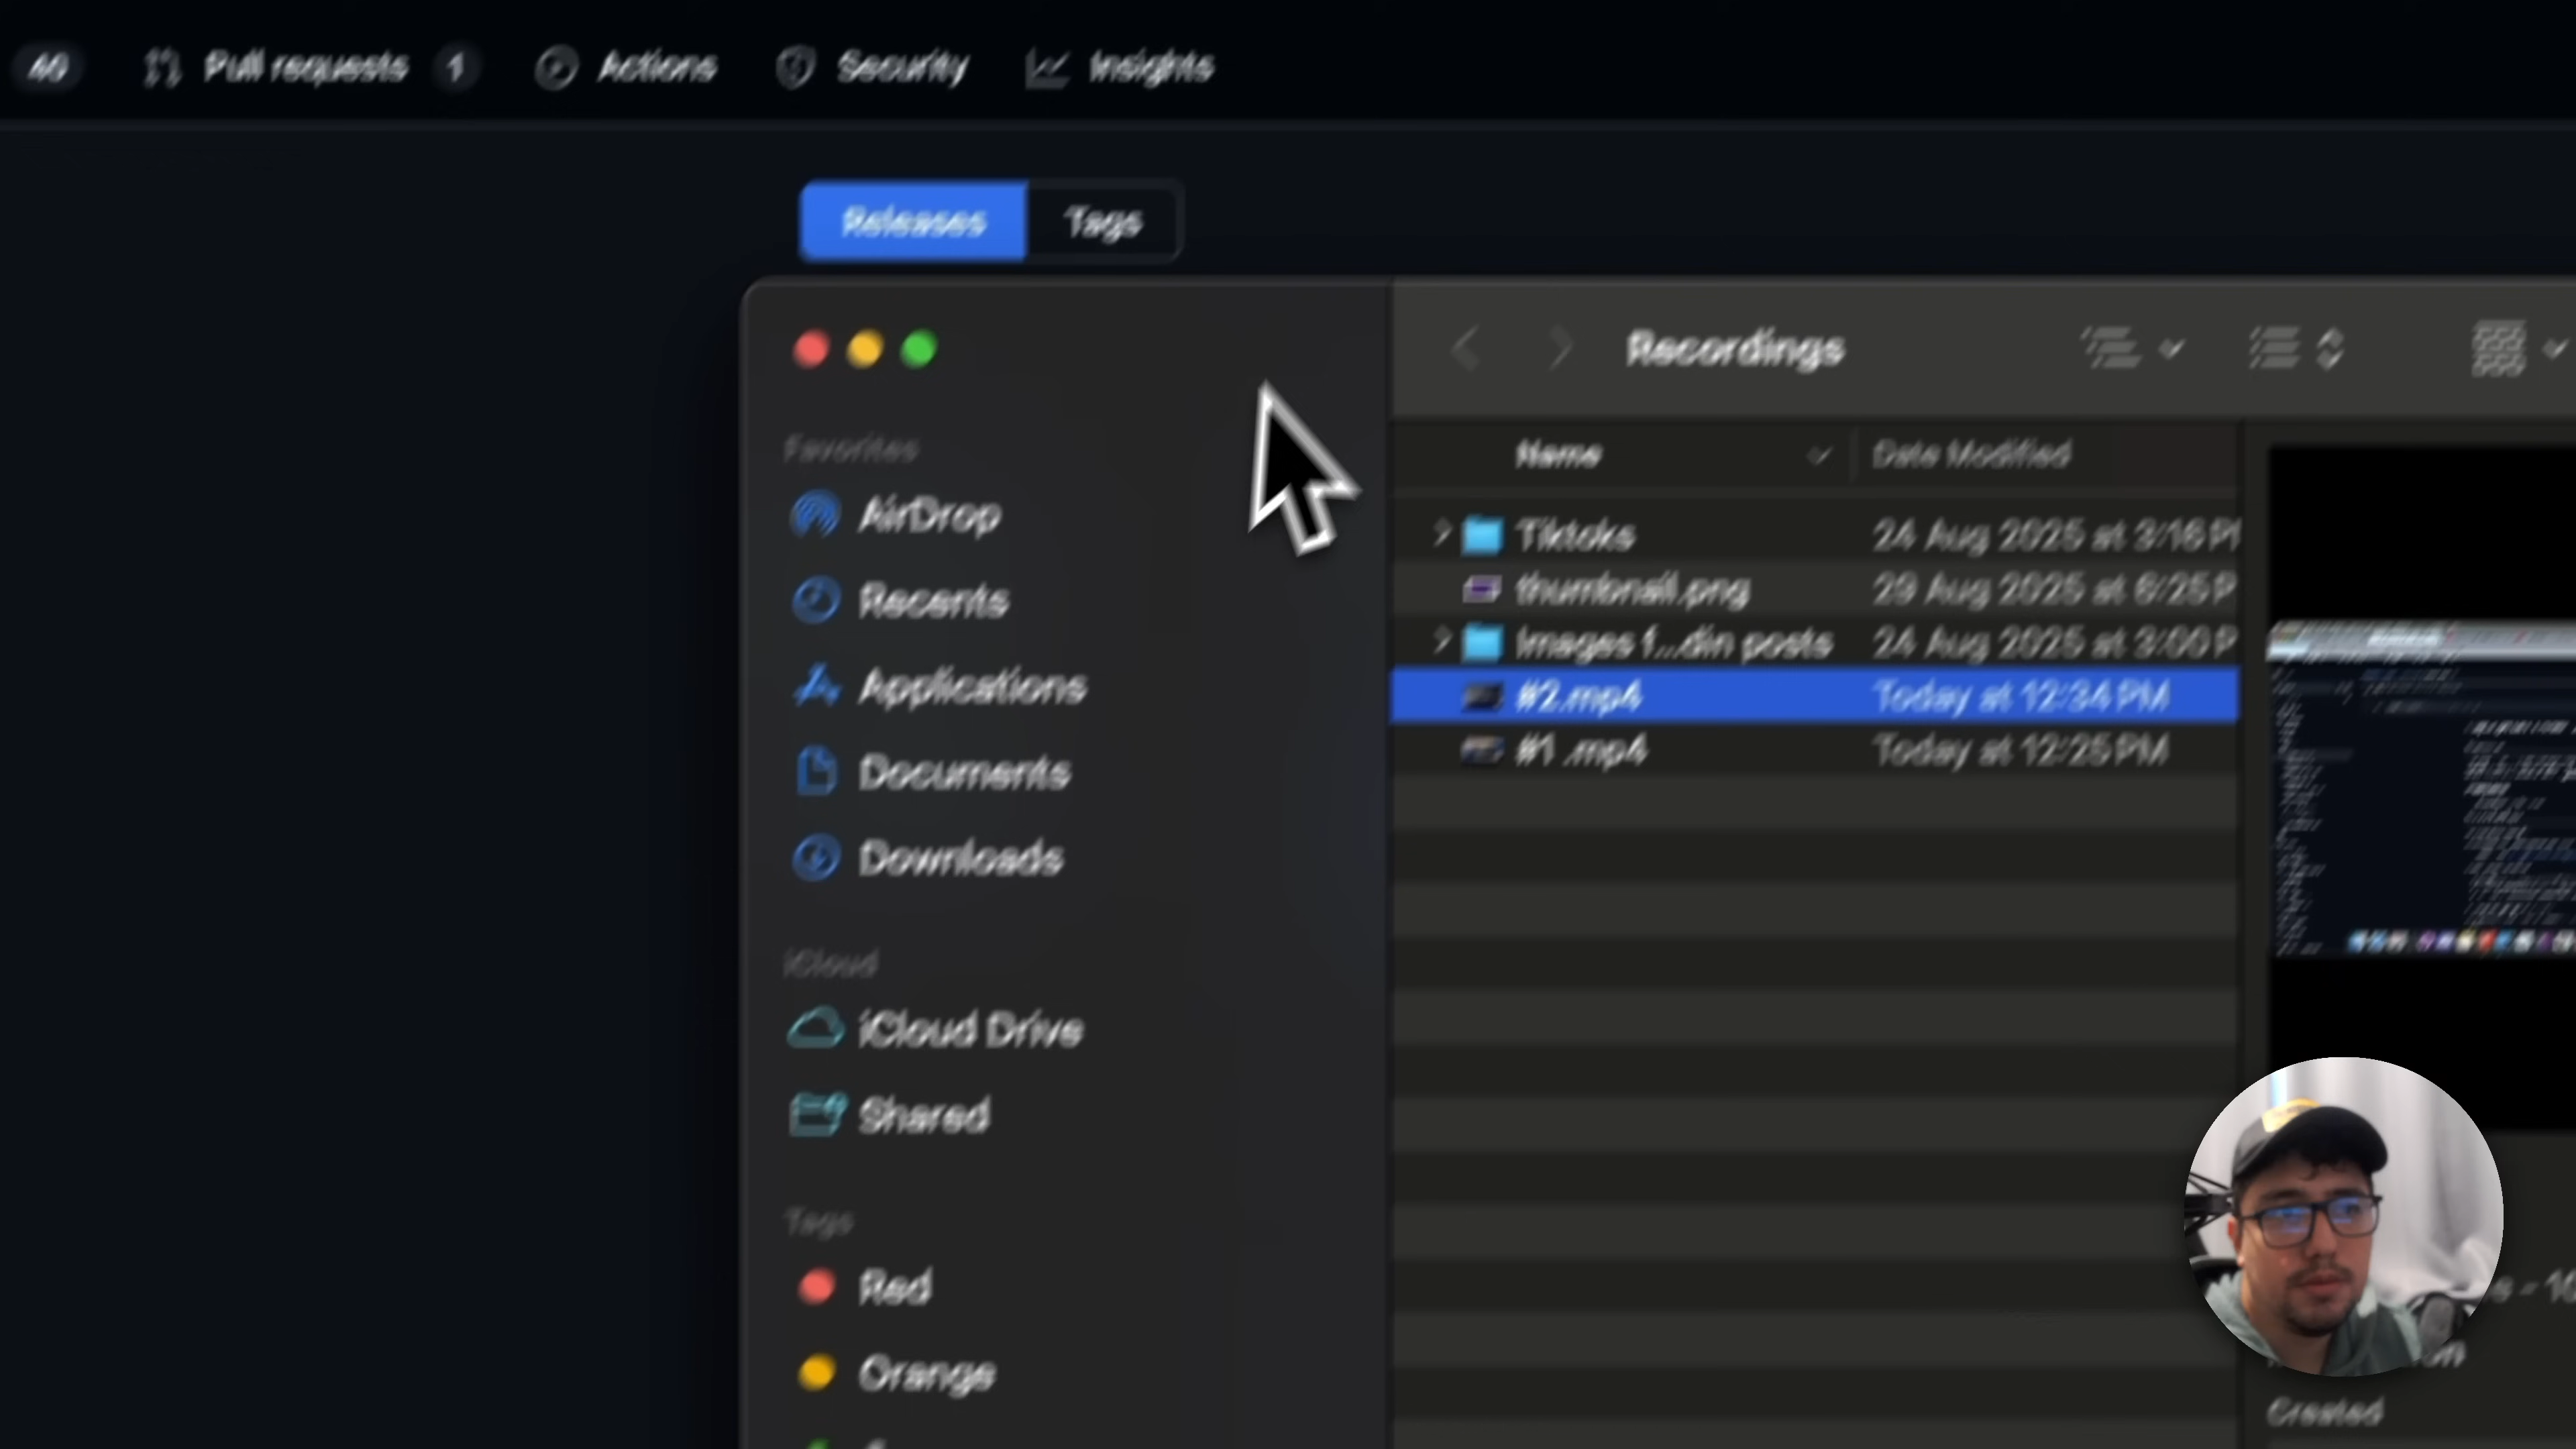 40 Pull requests 1 Actions Security Insights
Releases Tags
Recordings
Favorites
AirDrop
Recents
Applications
Documents
Downloads
iCloud
iCloud Drive
Shared
Tags
Red
Orange
Name Date Modified
Tiktoks 24 Aug 2025 at 3:16 P
thumbnail.png 29 Aug 2025 at 6:25 P
Images f...din posts 24 Aug 2025 at 3:00 P
#2.mp4 Today at 12:34 PM
#1 .mp4 Today at 12:25 PM
Created